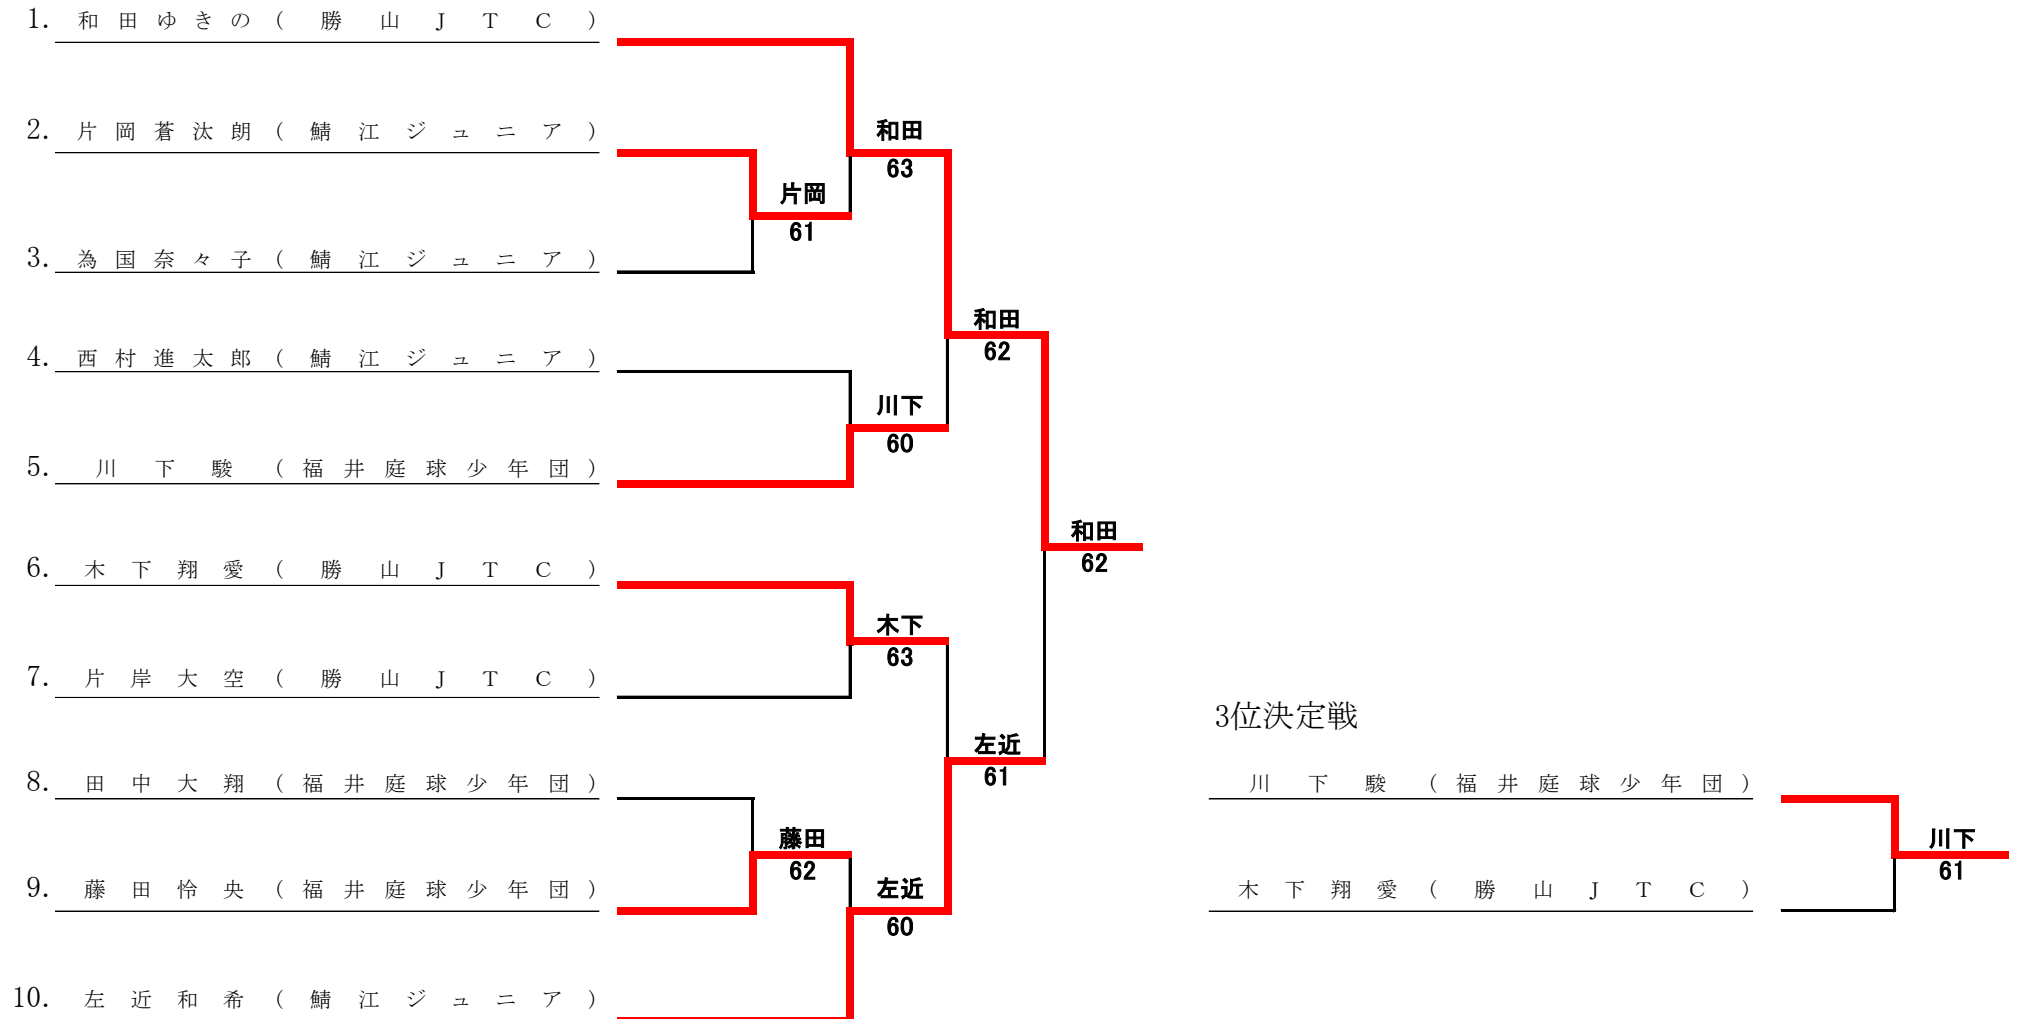 1. 和田ゆきの(勝山JTC)
2. 片岡蒼汰朗(鯖江ジュニア)
和田
63
片岡
61
3. 為国奈々子(鯖江ジュニア)
和田
62
4. 西村進太郎(鯖江ジュニア)
川下
60
5. 川下駿(福井庭球少年団)
和田
62
6. 木下翔愛(勝山JTC)
木下
63
7. 片岸大空(勝山JTC)
左近
61
8. 田中大翔(福井庭球少年団)
藤田
62
9. 藤田怜央(福井庭球少年団)
左近
60
10. 左近和希(鯖江ジュニア)
3位決定戦
川下駿(福井庭球少年団)
川下
61
木下翔愛(勝山JTC)